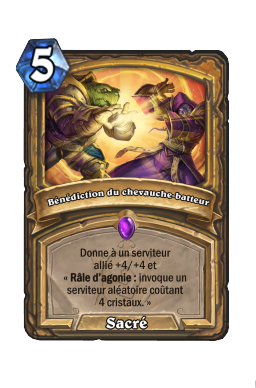 5
Bénédiction du chevauche-batteur
Donne à un serviteur
allié +4/+4 et
« Râle d'agonie : invoque un
serviteur aléatoire coûtant
4 cristaux. »
Sacré